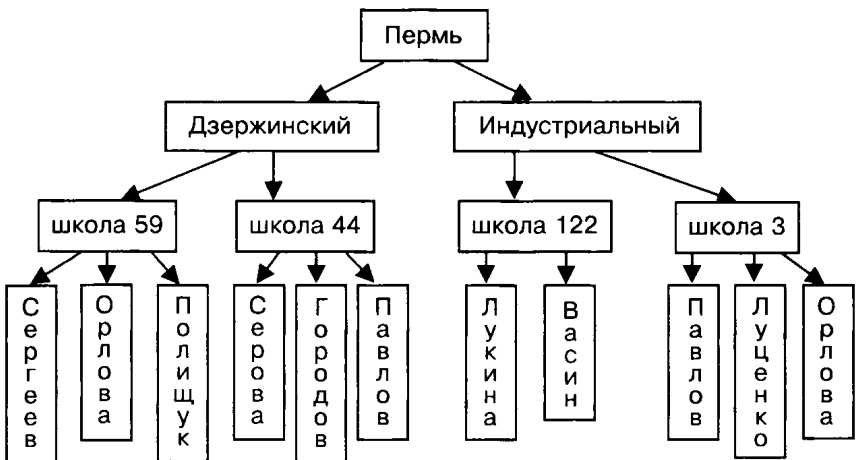 Пермь
Дзержинский
Индустриальный
школа 59
школа 44
школа 122
школа 3
Сергеев
Орлова
Полищук
Серова
Городов
Павлов
Лукина
Васин
Павлов
Луценко
Орлова